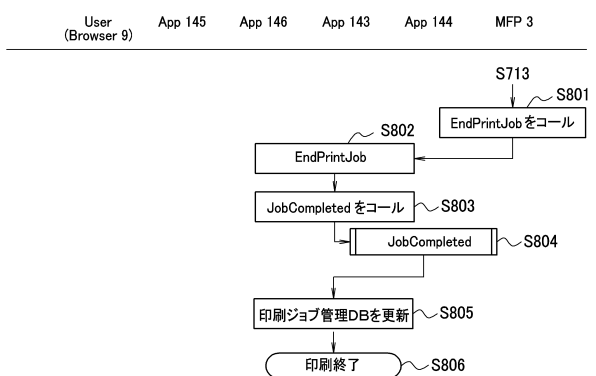 User
(Browser 9)
App 145
App 146
App 143
App 144
MFP 3
S713
S801
EndPrintJobをコール
S802
EndPrintJob
JobCompletedをコール
S803
JobCompleted
S804
印刷ジョブ管理DBを更新
S805
印刷終了
S806